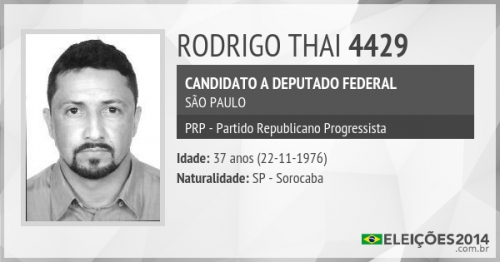 RODRIGO THAI 4429
CANDIDATO A DEPUTADO FEDERAL
SÃO PAULO
PRP - Partido Republicano Progressista
Idade: 37 anos (22-11-1976)
Naturalidade: SP - Sorocaba
ELEIÇÕES2014
.com.br